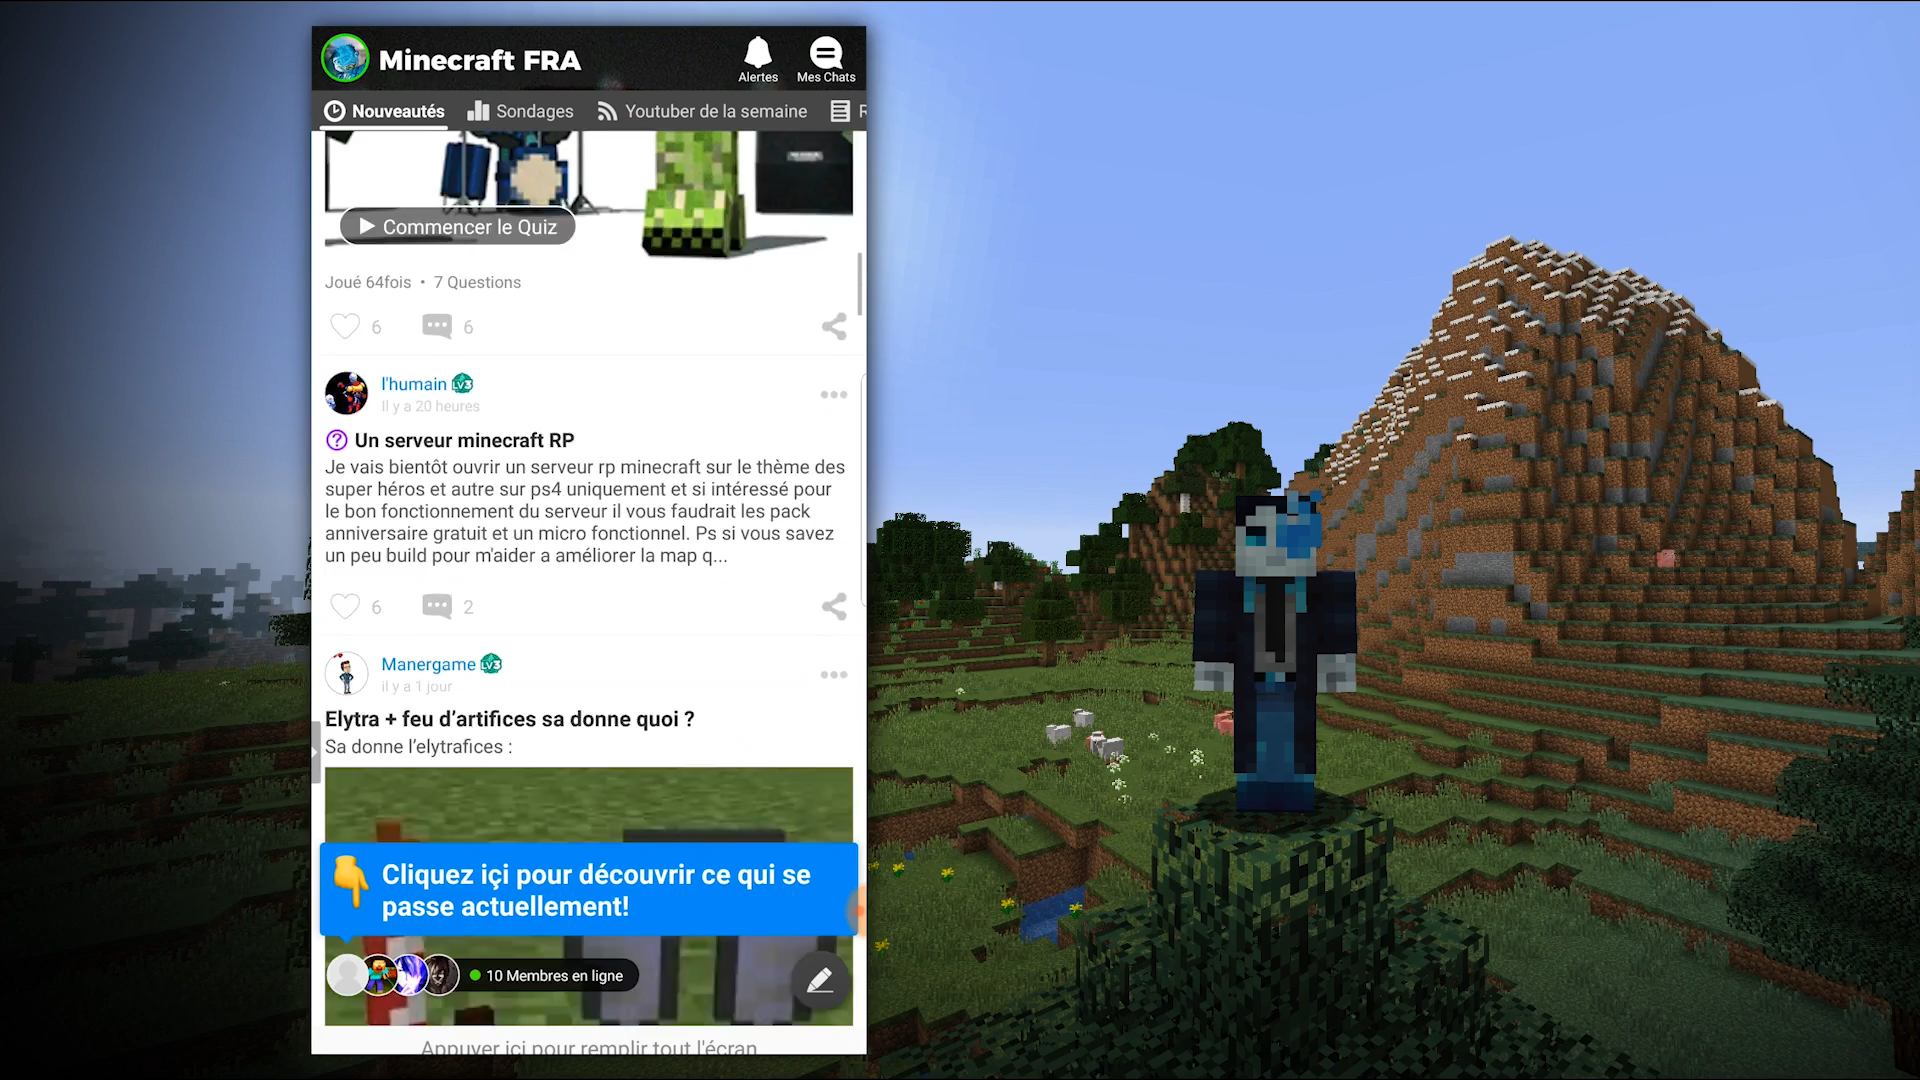 Minecraft FRA
Alertes
Mes Chats
Nouveautés
Sondages
Youtuber de la semaine
R
Commencer le Quiz
Joué 64fois • 7 Questions
6
6
l'humain LV3
Il y a 20 heures
Un serveur minecraft RP
Je vais bientôt ouvrir un serveur rp minecraft sur le thème des
super héros et autre sur ps4 uniquement et si intéressé pour
le bon fonctionnement du serveur il vous faudrait les pack
anniversaire gratuit et un micro fonctionnel. Ps si vous savez
un peu build pour m'aider a améliorer la map q...
6
2
Manergame LV3
il y a 1 jour
Elytra + feu d’artifices sa donne quoi ?
Sa donne l’elytrafices :
Cliquez içi pour découvrir ce qui se
passe actuellement!
10 Membres en ligne
Appuyer ici pour remplir tout l'écran